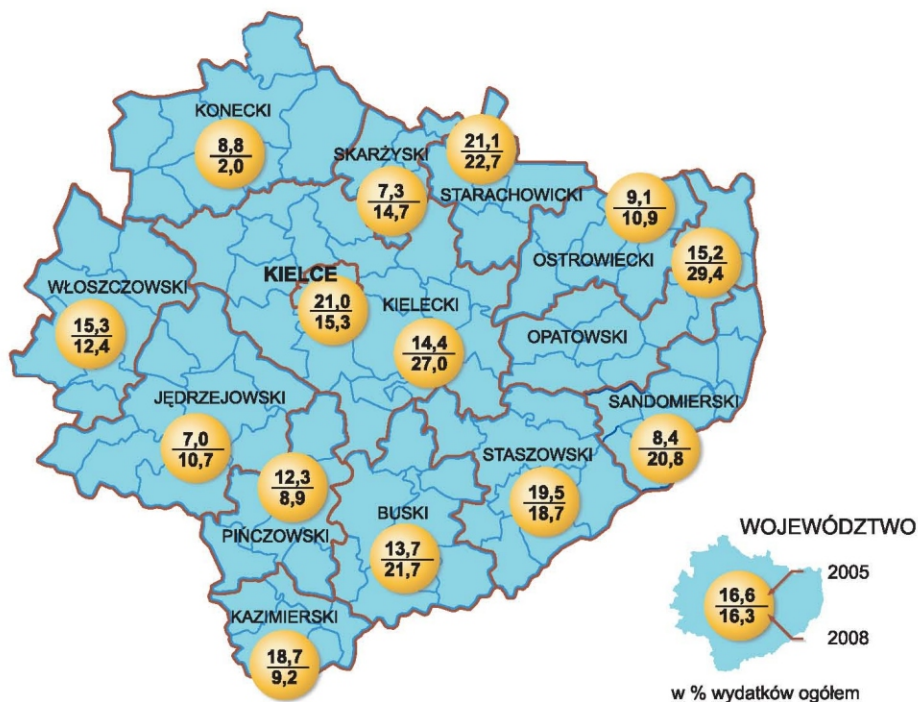 KONECKI
8,8
2,0
SKARŻYSKI
7,3
14,7
21,1
22,7
STARACHOWICKI
9,1
10,9
OSTROWIECKI
15,2
29,4
WŁOSZCZOWSKI
15,3
12,4
KIELCE
21,0
15,3
KIELECKI
14,4
27,0
OPATOWSKI
JĘDRZEJOWSKI
7,0
10,7
SANDOMIERSKI
8,4
20,8
STASZOWSKI
19,5
18,7
12,3
8,9
PIŃCZOWSKI
BUSKI
13,7
21,7
KAZIMIERSKI
18,7
9,2
WOJEWÓDZTWO
2005
16,6
16,3
2008
w % wydatków ogółem